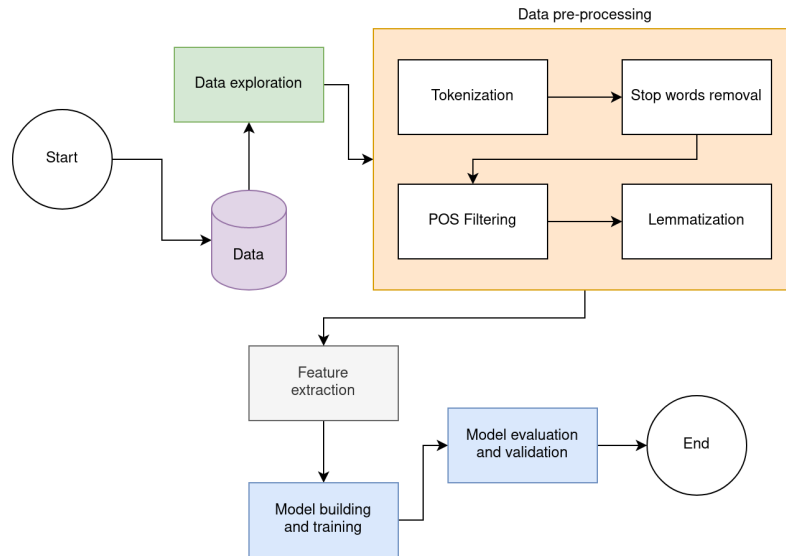 Data pre-processing
Data exploration
Tokenization
Stop words removal
Start
POS Filtering
Lemmatization
Data
Feature
extraction
Model evaluation
and validation
End
Model building
and training